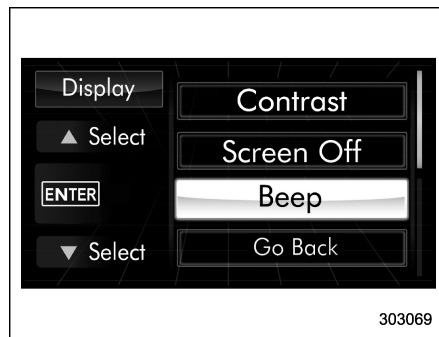 Display
▲ Select
ENTER
▼ Select
Contrast
Screen Off
Beep
Go Back
303069